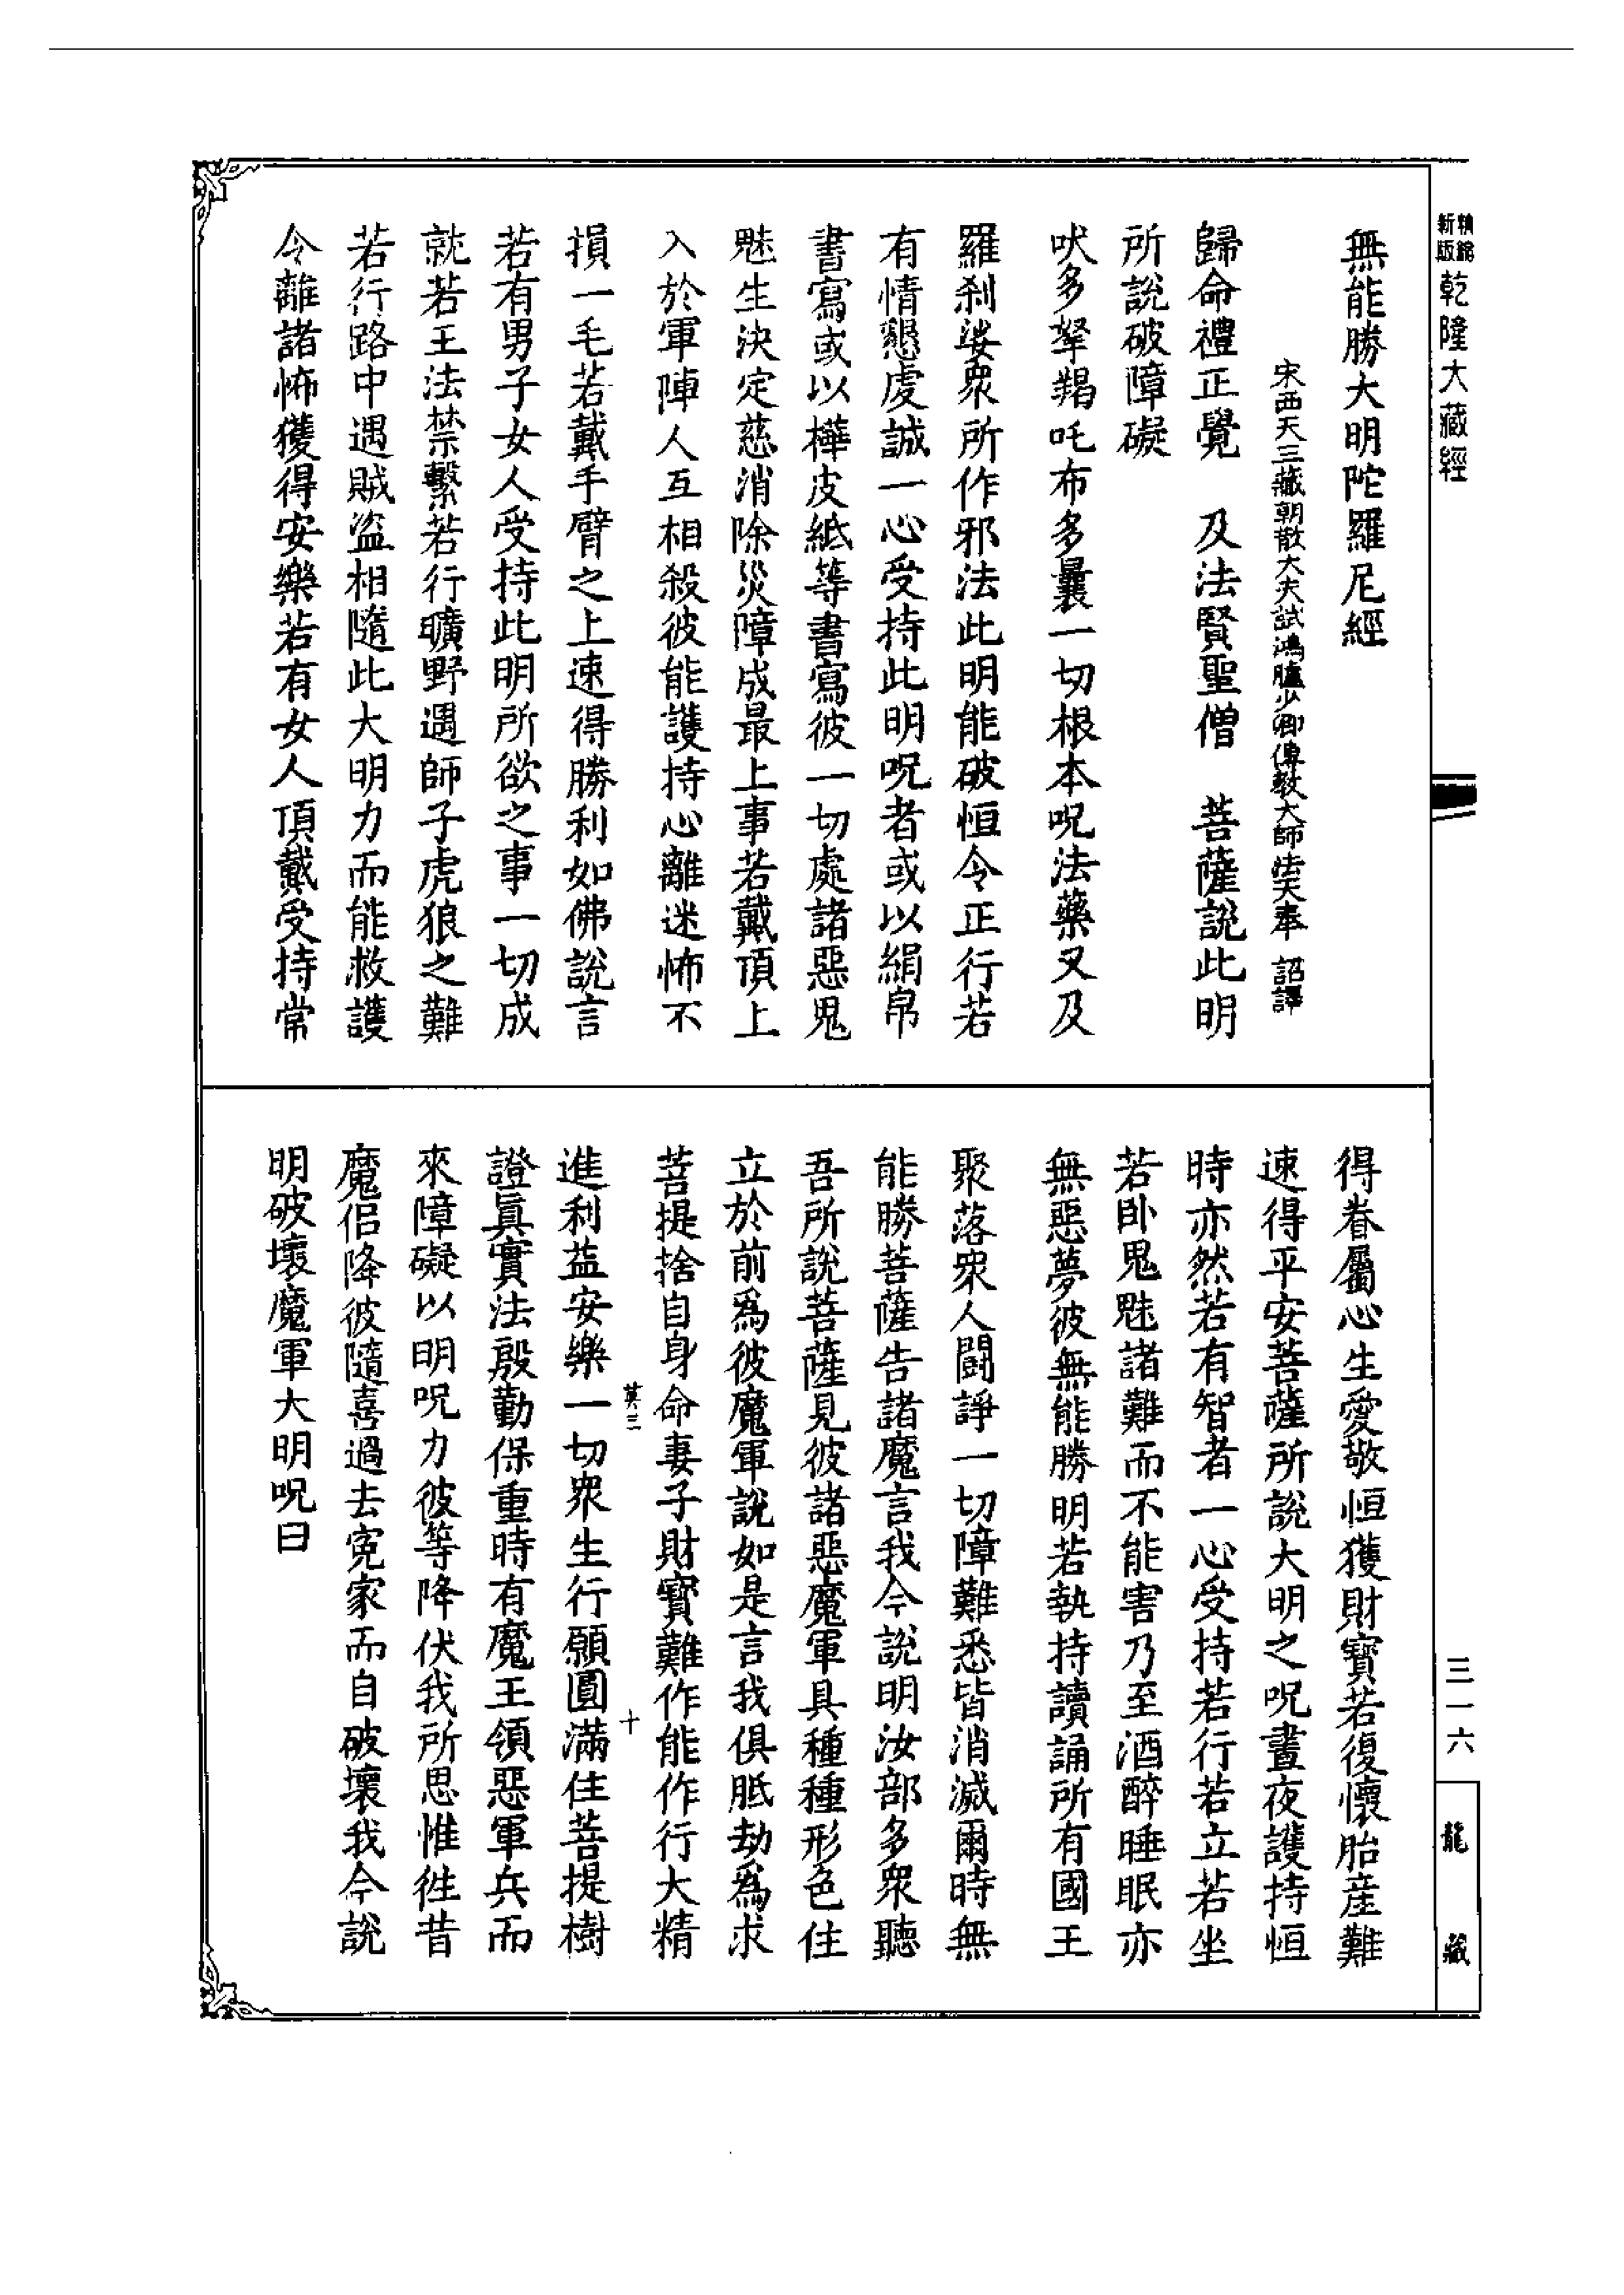 新版精縮乾隆大藏經
無能勝大明陀羅尼經
宋西天三藏朝散大夫試鴻臚少卿傳教大師法天奉 詔譯
歸命禮正覺 及法賢聖僧 菩薩說此明
所說破障礙
吠多拏羯吒布多曩一切根本呪法藥叉及
羅剎娑眾所作邪法此明能破恒令正行若
有情懇虔誠一心受持此明呪者或以絹帛
書寫或以樺皮紙等書寫彼一切處諸惡鬼
魅生決定慈消除災障成最上事若戴頂上
入於軍陣人互相殺彼能護持心離迷怖不
損一毛若戴手臂之上速得勝利如佛說言
若有男子女人受持此明所欲之事一切成
就若王法禁繫若行曠野遇師子虎狼之難
若行路中遇賊盜相隨此大明力而能救護
令離諸怖獲得安樂若有女人頂戴受持常
得眷屬心生愛敬恒獲財寶若復懷胎產難
速得平安菩薩所說大明之呪晝夜護持恒
時亦然若有智者一心受持若行若立若坐
若臥鬼魅諸難而不能害乃至酒醉睡眠亦
無惡夢彼無能勝明若執持讀誦所有國王
聚落眾人鬪諍一切障難悉皆消滅爾時無
能勝菩薩告諸魔言我今說明汝部多眾聽
吾所說菩薩見彼諸惡魔軍具種種形色住
立於前為彼魔軍說如是言我俱胝劫為求
菩提捨自身命妻子財寶難作能作行大精
英三 十
進利益安樂一切眾生行願圓滿住菩提樹
證真實法殷勤保重時有魔王領惡軍兵而
來障礙以明呪力彼等降伏我所思惟往昔
魔侶降彼隨喜過去冤家而自破壞我今說
明破壞魔軍大明呪曰
三一六
龍藏